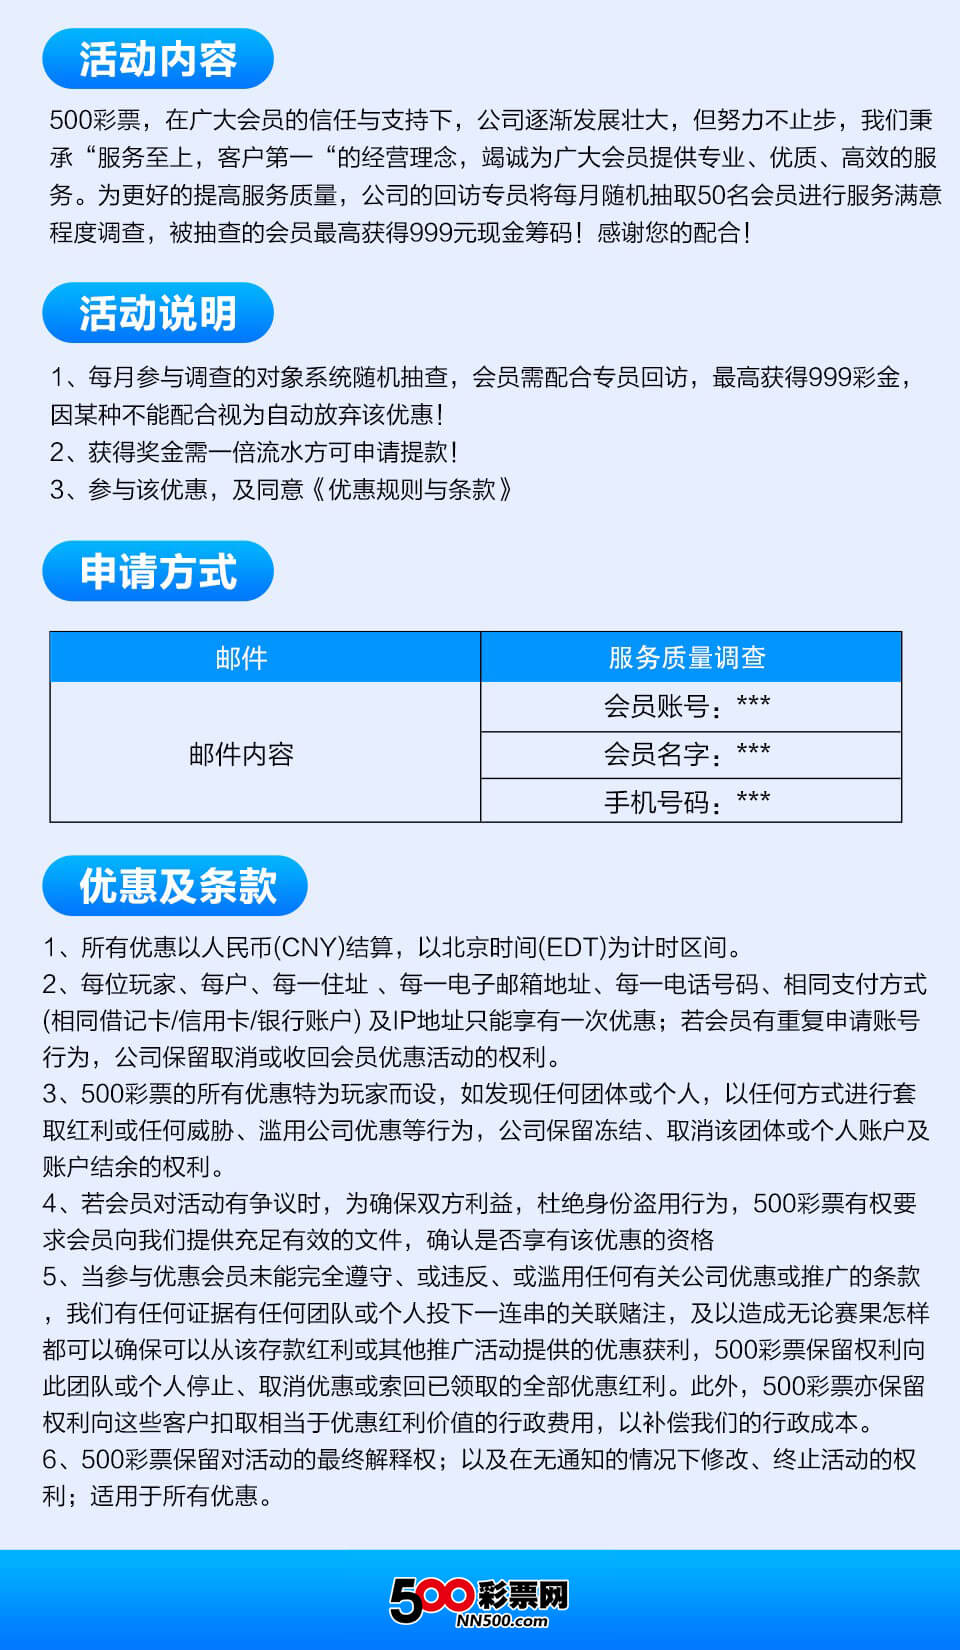 活动内容
500彩票，在广大会员的信任与支持下，公司逐渐发展壮大，但努力不止步，我们秉
承“服务至上，客户第一“的经营理念，竭诚为广大会员提供专业、优质、高效的服
务。为更好的提高服务质量，公司的回访专员将每月随机抽取50名会员进行服务满意
程度调查，被抽查的会员最高获得999元现金筹码！感谢您的配合！
活动说明
1、每月参与调查的对象系统随机抽查，会员需配合专员回访，最高获得999彩金，
因某种不能配合视为自动放弃该优惠！
2、获得奖金需一倍流水方可申请提款！
3、参与该优惠，及同意《优惠规则与条款》
申请方式
邮件 服务质量调查
会员账号：***
邮件内容 会员名字：***
手机号码：***
优惠及条款
1、所有优惠以人民币(CNY)结算，以北京时间(EDT)为计时区间。
2、每位玩家、每户、每一住址 、每一电子邮箱地址、每一电话号码、相同支付方式
(相同借记卡/信用卡/银行账户) 及IP地址只能享有一次优惠；若会员有重复申请账号
行为，公司保留取消或收回会员优惠活动的权利。
3、500彩票的所有优惠特为玩家而设，如发现任何团体或个人，以任何方式进行套
取红利或任何威胁、滥用公司优惠等行为，公司保留冻结、取消该团体或个人账户及
账户结余的权利。
4、若会员对活动有争议时，为确保双方利益，杜绝身份盗用行为，500彩票有权要
求会员向我们提供充足有效的文件，确认是否享有该优惠的资格
5、当参与优惠会员未能完全遵守、或违反、或滥用任何有关公司优惠或推广的条款
，我们有任何证据有任何团队或个人投下一连串的关联赌注，及以造成无论赛果怎样
都可以确保可以从该存款红利或其他推广活动提供的优惠获利，500彩票保留权利向
此团队或个人停止、取消优惠或索回已领取的全部优惠红利。此外，500彩票亦保留
权利向这些客户扣取相当于优惠红利价值的行政费用，以补偿我们的行政成本。
6、500彩票保留对活动的最终解释权；以及在无通知的情况下修改、终止活动的权
利；适用于所有优惠。
500彩票网
NN500.com